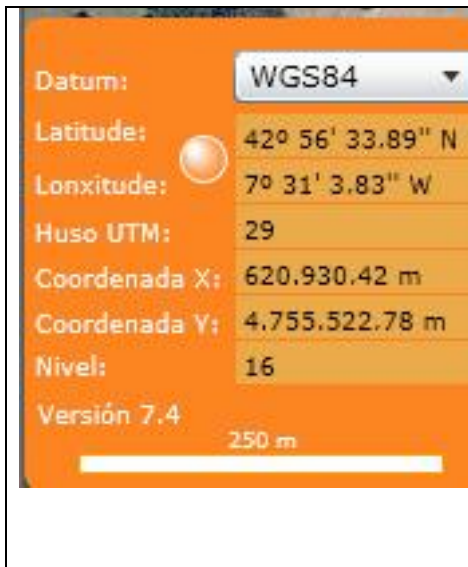 Datum: WGS84
Latitude: 42º 56' 33.89" N
Lonxitude: 7º 31' 3.83" W
Huso UTM: 29
Coordenada X: 620.930.42 m
Coordenada Y: 4.755.522.78 m
Nivel: 16
Versión 7.4
250 m